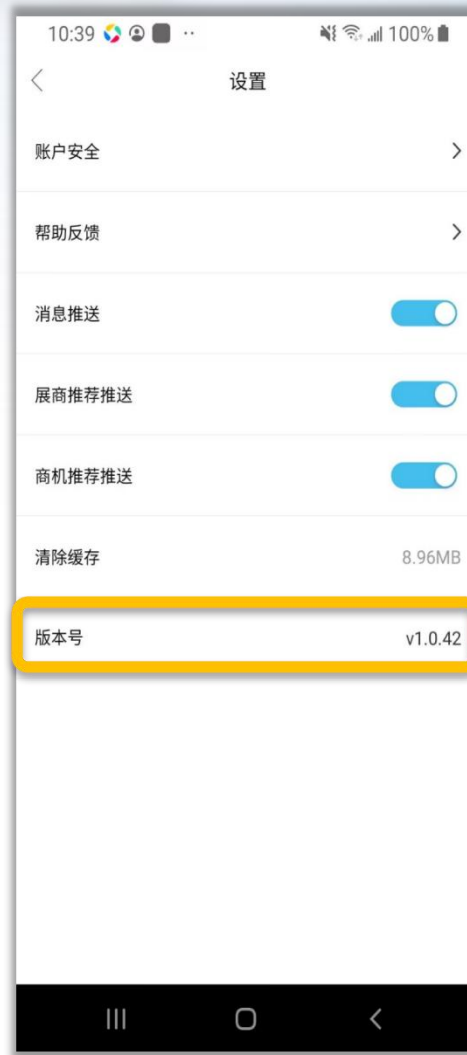 10:39 100%
设置
账户安全
帮助反馈
消息推送
展商推荐推送
商机推荐推送
清除缓存 8.96MB
版本号 v1.0.42